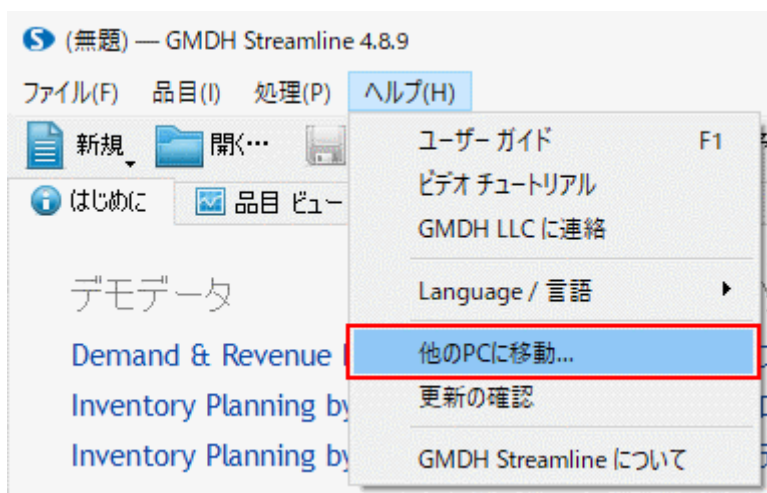 (無題) — GMDH Streamline 4.8.9
ファイル(F) 品目(I) 処理(P) ヘルプ(H)
新規 開く…
はじめに 品目 ビュー
デモデータ
Demand & Revenue
Inventory Planning by
Inventory Planning by
ユーザー ガイド F1
ビデオ チュートリアル
GMDH LLC に連絡
Language / 言語
他のPCに移動...
更新の確認
GMDH Streamline について